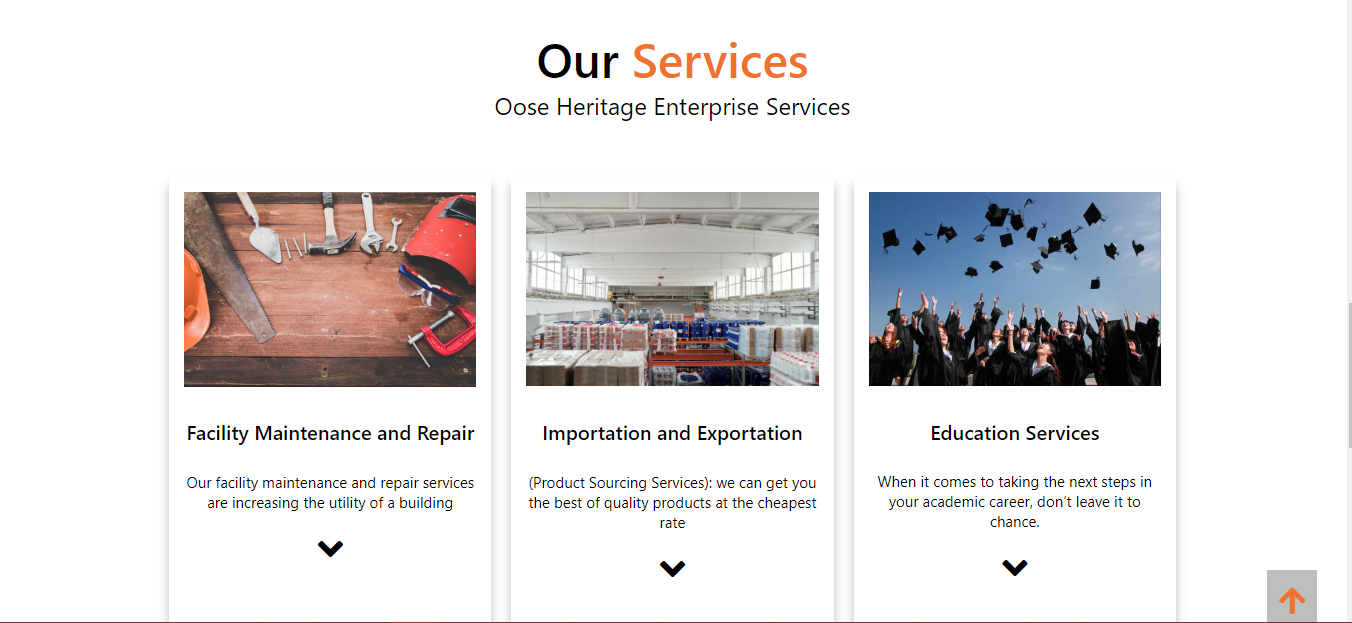 Our Services
Oose Heritage Enterprise Services
Facility Maintenance and Repair
Our facility maintenance and repair services
are increasing the utility of a building
Importation and Exportation
(Product Sourcing Services): we can get you
the best of quality products at the cheapest
rate
Education Services
When it comes to taking the next steps in
your academic career, don’t leave it to
chance.